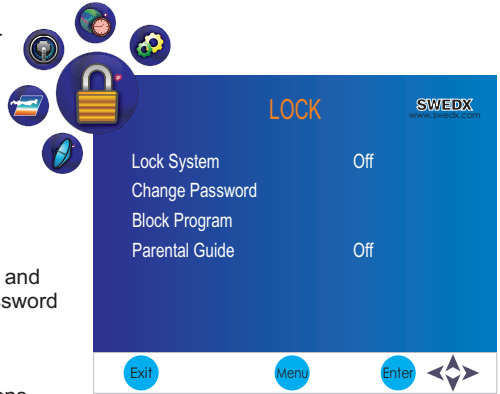 LOCK
SWEDX
www.swedx.com
Lock System Off
Change Password
Block Program
Parental Guide Off
and
Exit Menu Enter